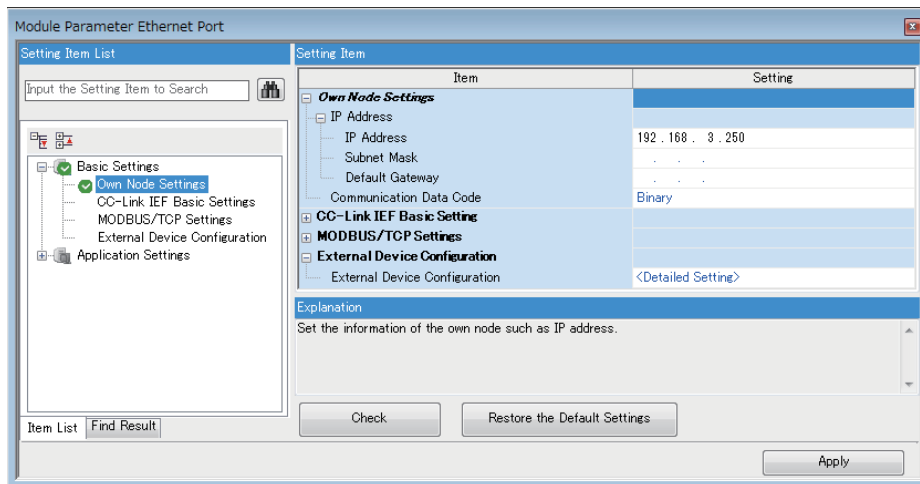 Module Parameter Ethernet Port
Setting Item List
Input the Setting Item to Search
Basic Settings
Own Node Settings
CC-Link IEF Basic Settings
MODBUS/TCP Settings
External Device Configuration
Application Settings
Item List
Find Result
Setting Item
Item Setting
Own Node Settings
IP Address
IP Address 192 . 168 . 3 . 250
Subnet Mask . . .
Default Gateway . . .
Communication Data Code Binary
CC-Link IEF Basic Setting
MODBUS/TCP Settings
External Device Configuration
External Device Configuration <Detailed Setting>
Explanation
Set the information of the own node such as IP address.
Check
Restore the Default Settings
Apply